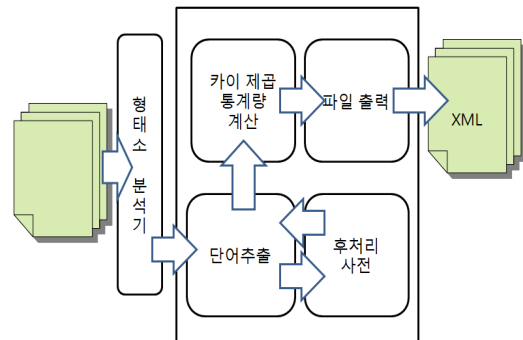 형
태
소
분
석
기
카이 제곱
통계량
계산
파일 출력
XML
단어추출
후처리
사전